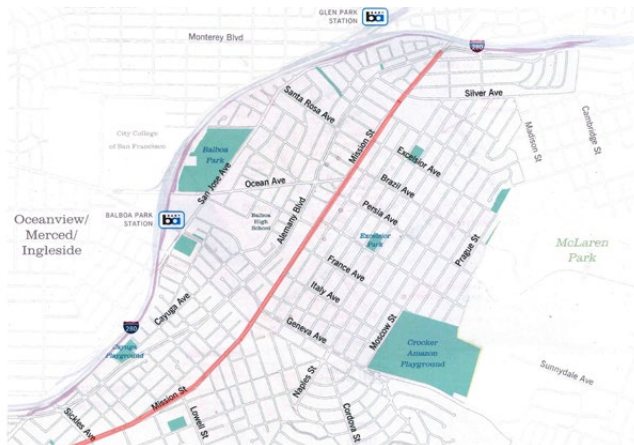 GLEN PARK
STATION
ba
Monterey Blvd
280
Silver Ave
Santa Rosa Ave
Mission St
Cambridge St
Madison St
City College
of San Francisco
Balboa
Park
Excelsior Ave
San Jose Ave
Ocean Ave
Brazil Ave
Alemany Blvd
Persia Ave
Oceanview/
Merced/
Ingleside
BALBOA PARK
STATION
ba
Balboa
High
School
Excelsior
Park
Prague St
McLaren
Park
France Ave
Italy Ave
Cayuga Ave
280
Geneva Ave
Moscow St
Cayuga
Playground
Crocker
Amazon
Playground
Sunnydale Ave
Naples St
Mission St
Lowell St
Cordova St
Sickles Ave